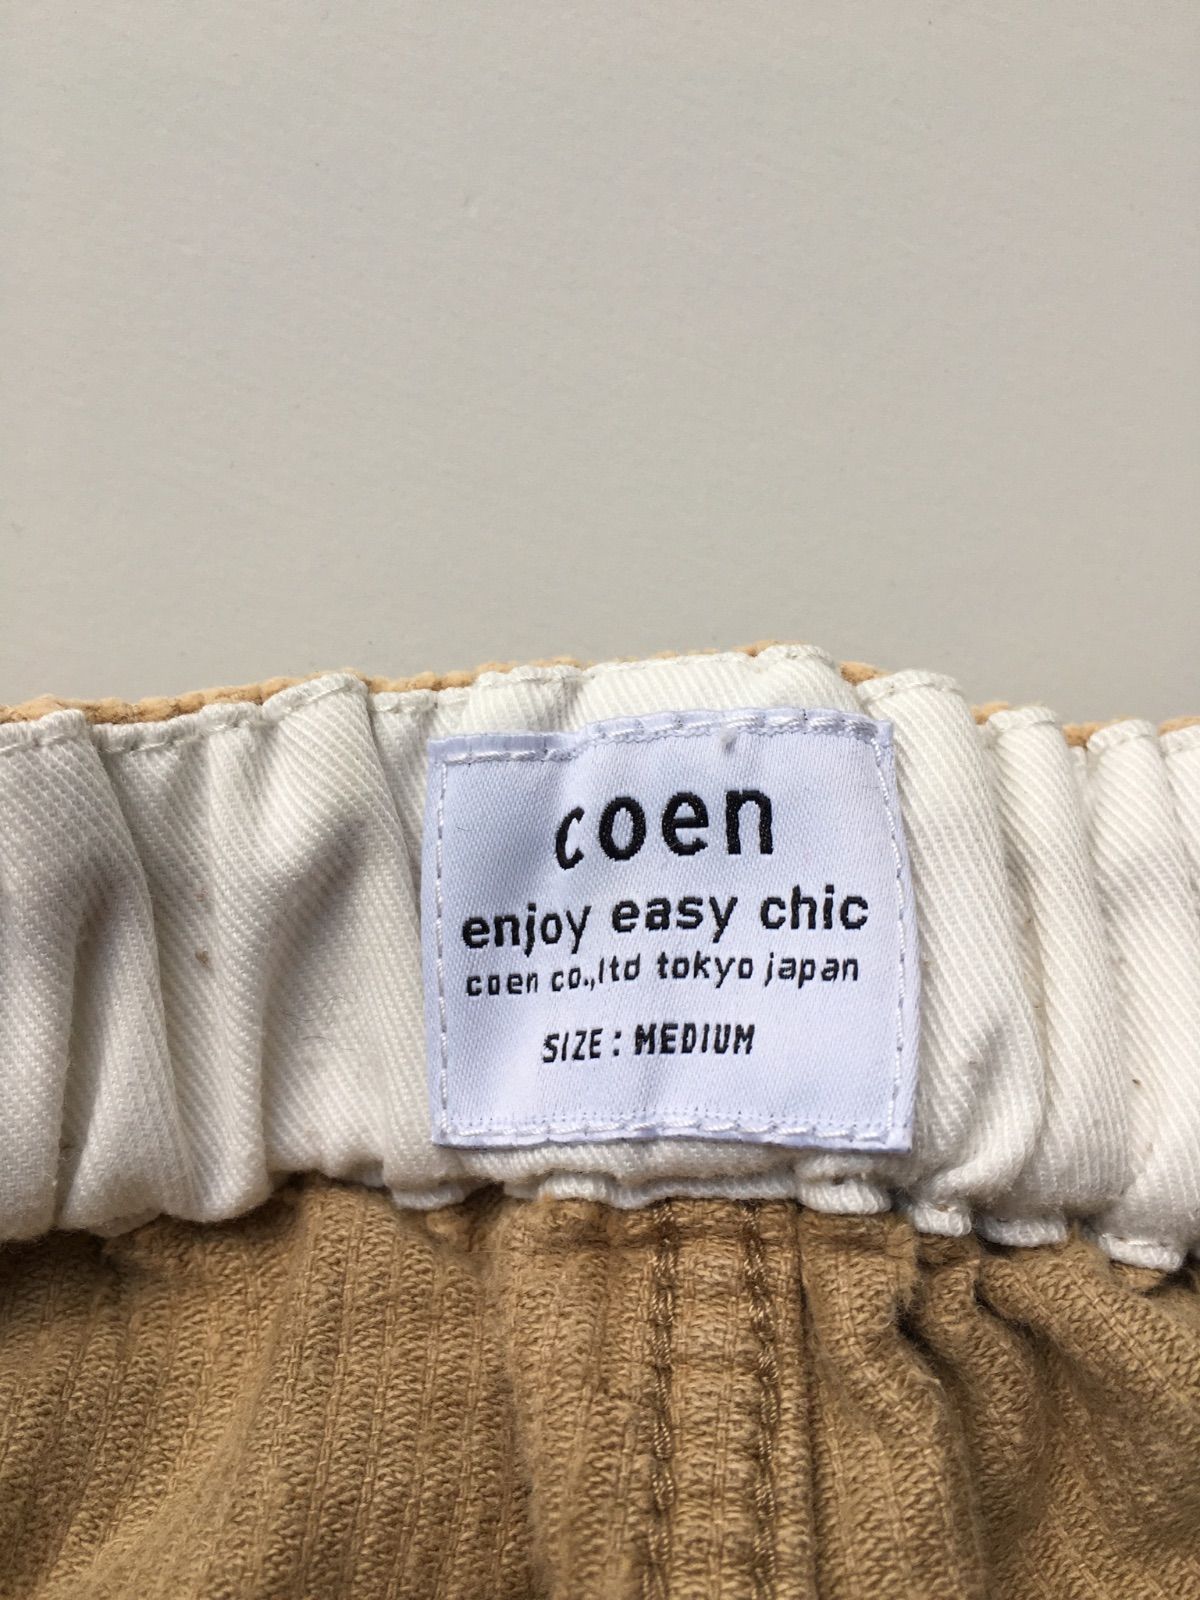 coen
enjoy easy chic
coen co.,ltd tokyo japan
SIZE: MEDIUM